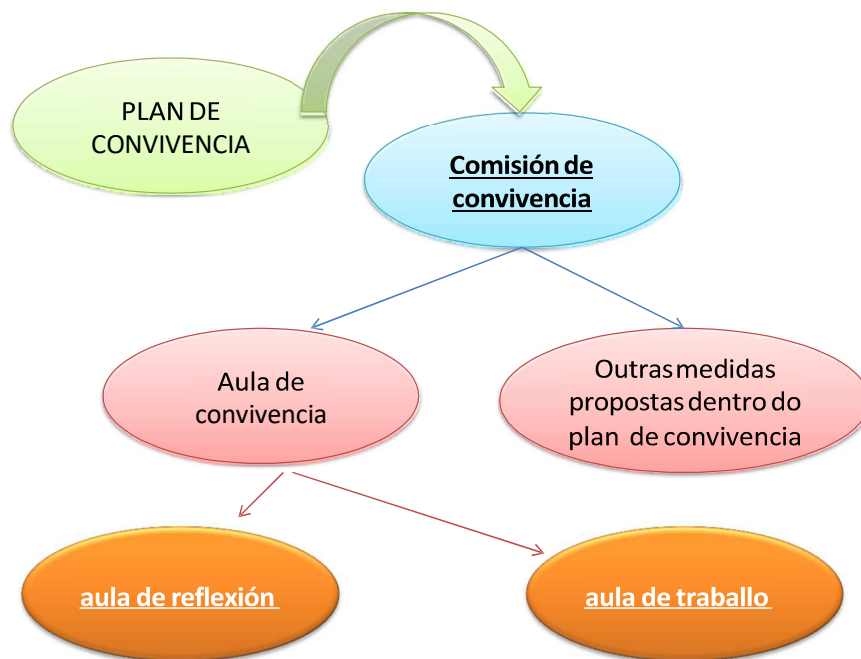 PLAN DE
CONVIVENCIA
Comisión de
convivencia
Aula de
convivencia
Outras medidas
propostas dentro do
plan de convivencia
aula de reflexión
aula de traballo